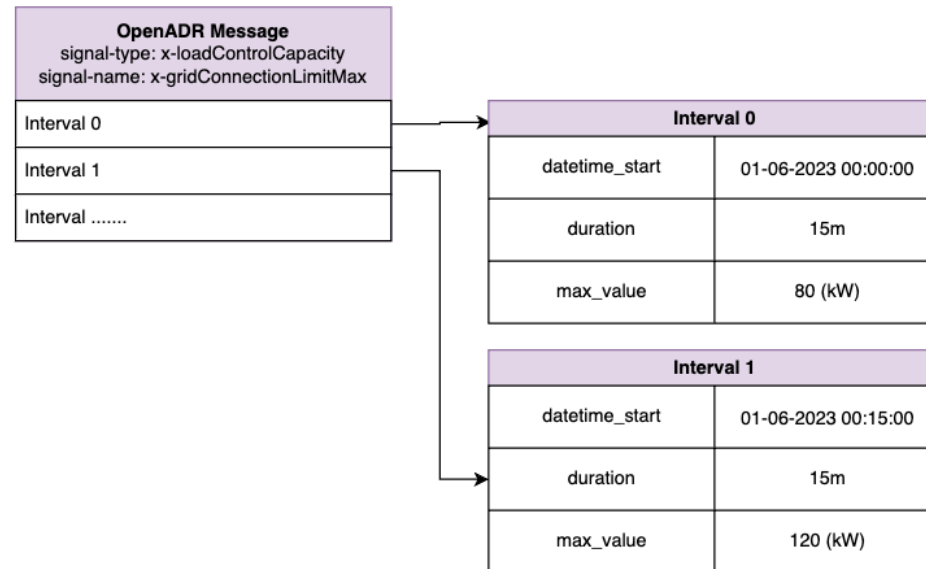 OpenADR Message
signal-type: x-loadControlCapacity
signal-name: x-gridConnectionLimitMax
Interval 0
Interval 1
Interval .......
Interval 0
datetime_start 01-06-2023 00:00:00
duration 15m
max_value 80 (kW)
Interval 1
datetime_start 01-06-2023 00:15:00
duration 15m
max_value 120 (kW)